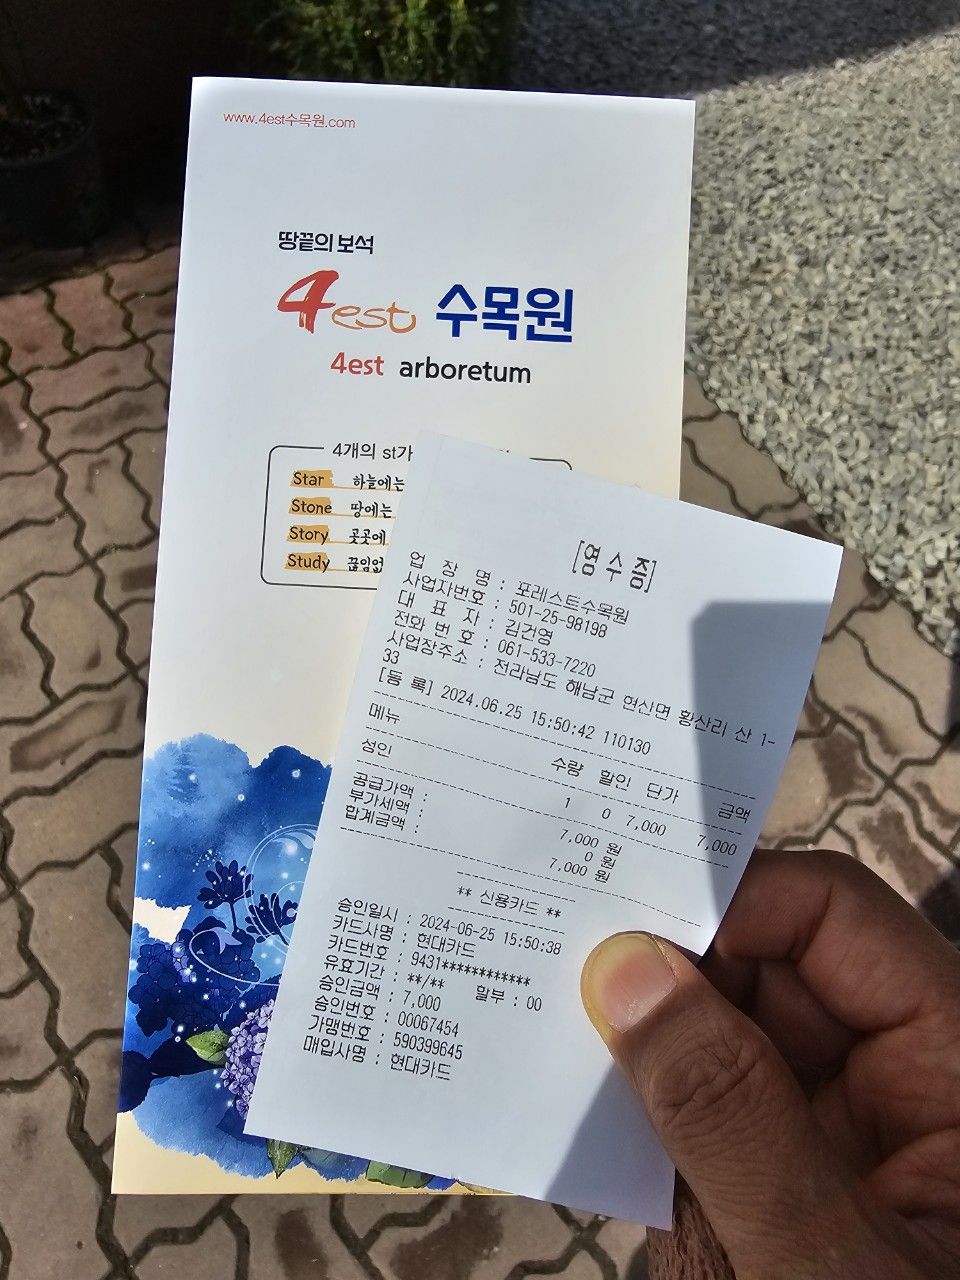 www.4est수목원.com
땅끝의 보석
4est 수목원
4est arboretum
4개의 st가
Star 하늘에는
Stone 땅에는
Story 곳곳에
Study 끊임없
[영수증]
업 장 명 : 포레스트수목원
사업자번호 : 501-25-98198
대 표 자 : 김건영
전화 번호 : 061-533-7220
사업장주소 : 전라남도 해남군 현산면 황산리 산 1-
33
[등 록] 2024.06.25 15:50:42 110130
메뉴 수량 할인 단가 금액
성인 1 0 7,000 7,000
공급가액 : 7,000 원
부가세액 : 0 원
합계금액 : 7,000 원
** 신용카드 **
승인일시 : 2024-06-25 15:50:38
카드사명 : 현대카드
카드번호 : 9431************
유효기간 : **/** 할부 : 00
승인금액 : 7,000
승인번호 : 00067454
가맹번호 : 590399645
매입사명 : 현대카드